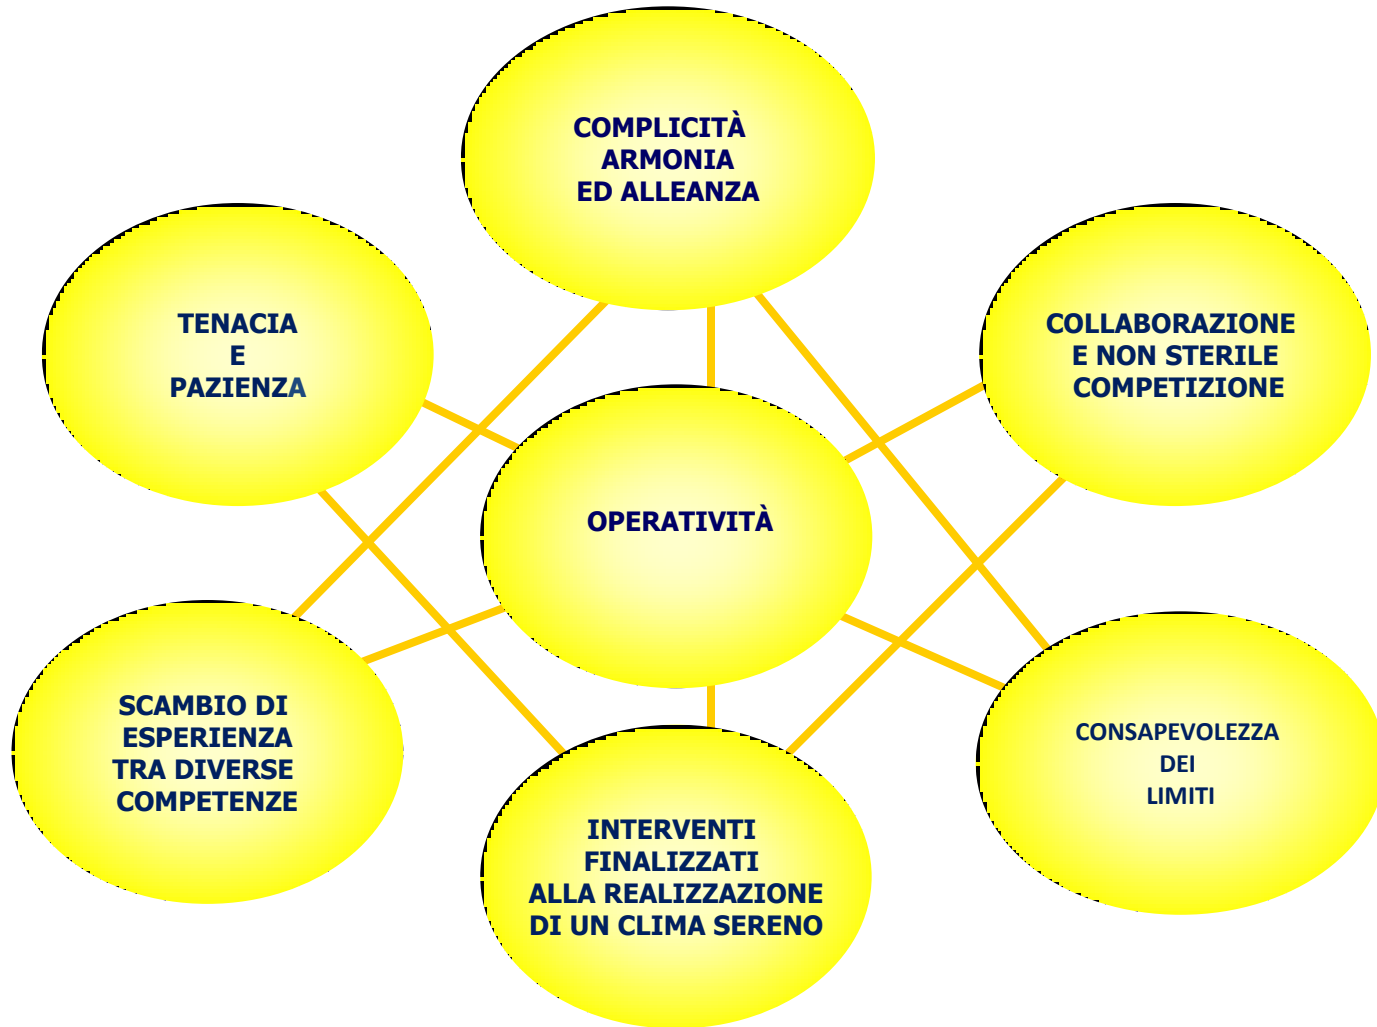 COMPLICITÀ
ARMONIA
ED ALLEANZA
TENACIA
E
PAZIENZA
COLLABORAZIONE
E NON STERILE
COMPETIZIONE
OPERATIVITÀ
SCAMBIO DI
ESPERIENZA
TRA DIVERSE
COMPETENZE
INTERVENTI
FINALIZZATI
ALLA REALIZZAZIONE
DI UN CLIMA SERENO
CONSAPEVOLEZZA
DEI
LIMITI